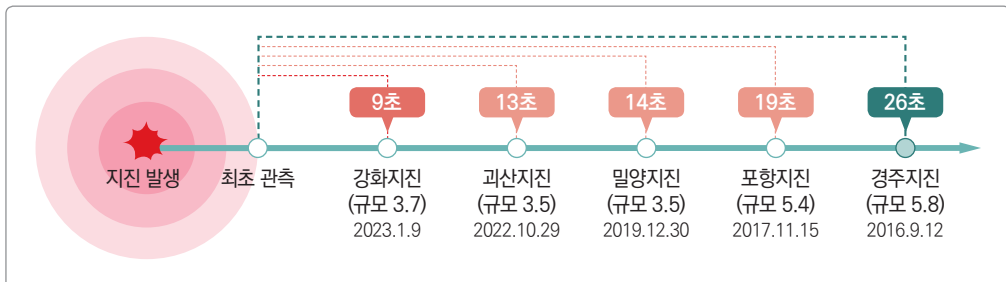 9초 13초 14초 19초 26초
지진 발생 최초 관측 강화지진 괴산지진 밀양지진 포항지진 경주지진
(규모 3.7) (규모 3.5) (규모 3.5) (규모 5.4) (규모 5.8)
2023.1.9 2022.10.29 2019.12.30 2017.11.15 2016.9.12